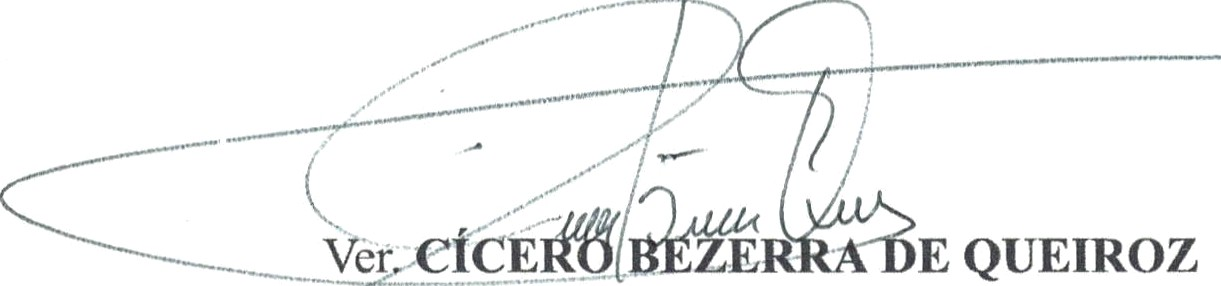 Ver. CÍCERO BEZERRA DE QUEIROZ